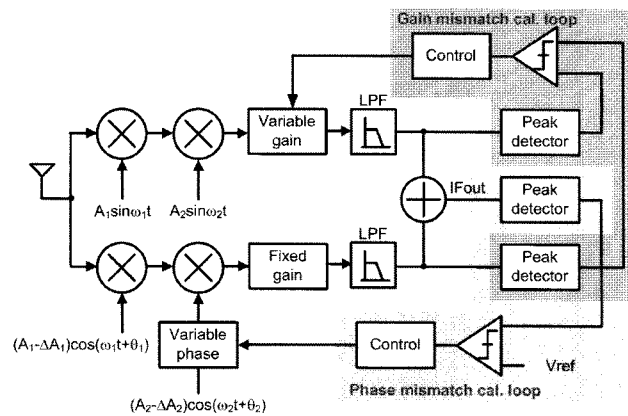 Gain mismatch cal. loop
Control
LPF
Variable
gain
Peak
detector
A₁sinω₁t
A₂sinω₂t
IFout
Peak
detector
LPF
Fixed
gain
Peak
detector
(A₁-ΔA₁)cos(ω₁t+θ₁)
Variable
phase
Control
Vref
Phase mismatch cal. loop
(A₂-ΔA₂)cos(ω₂t+θ₂)